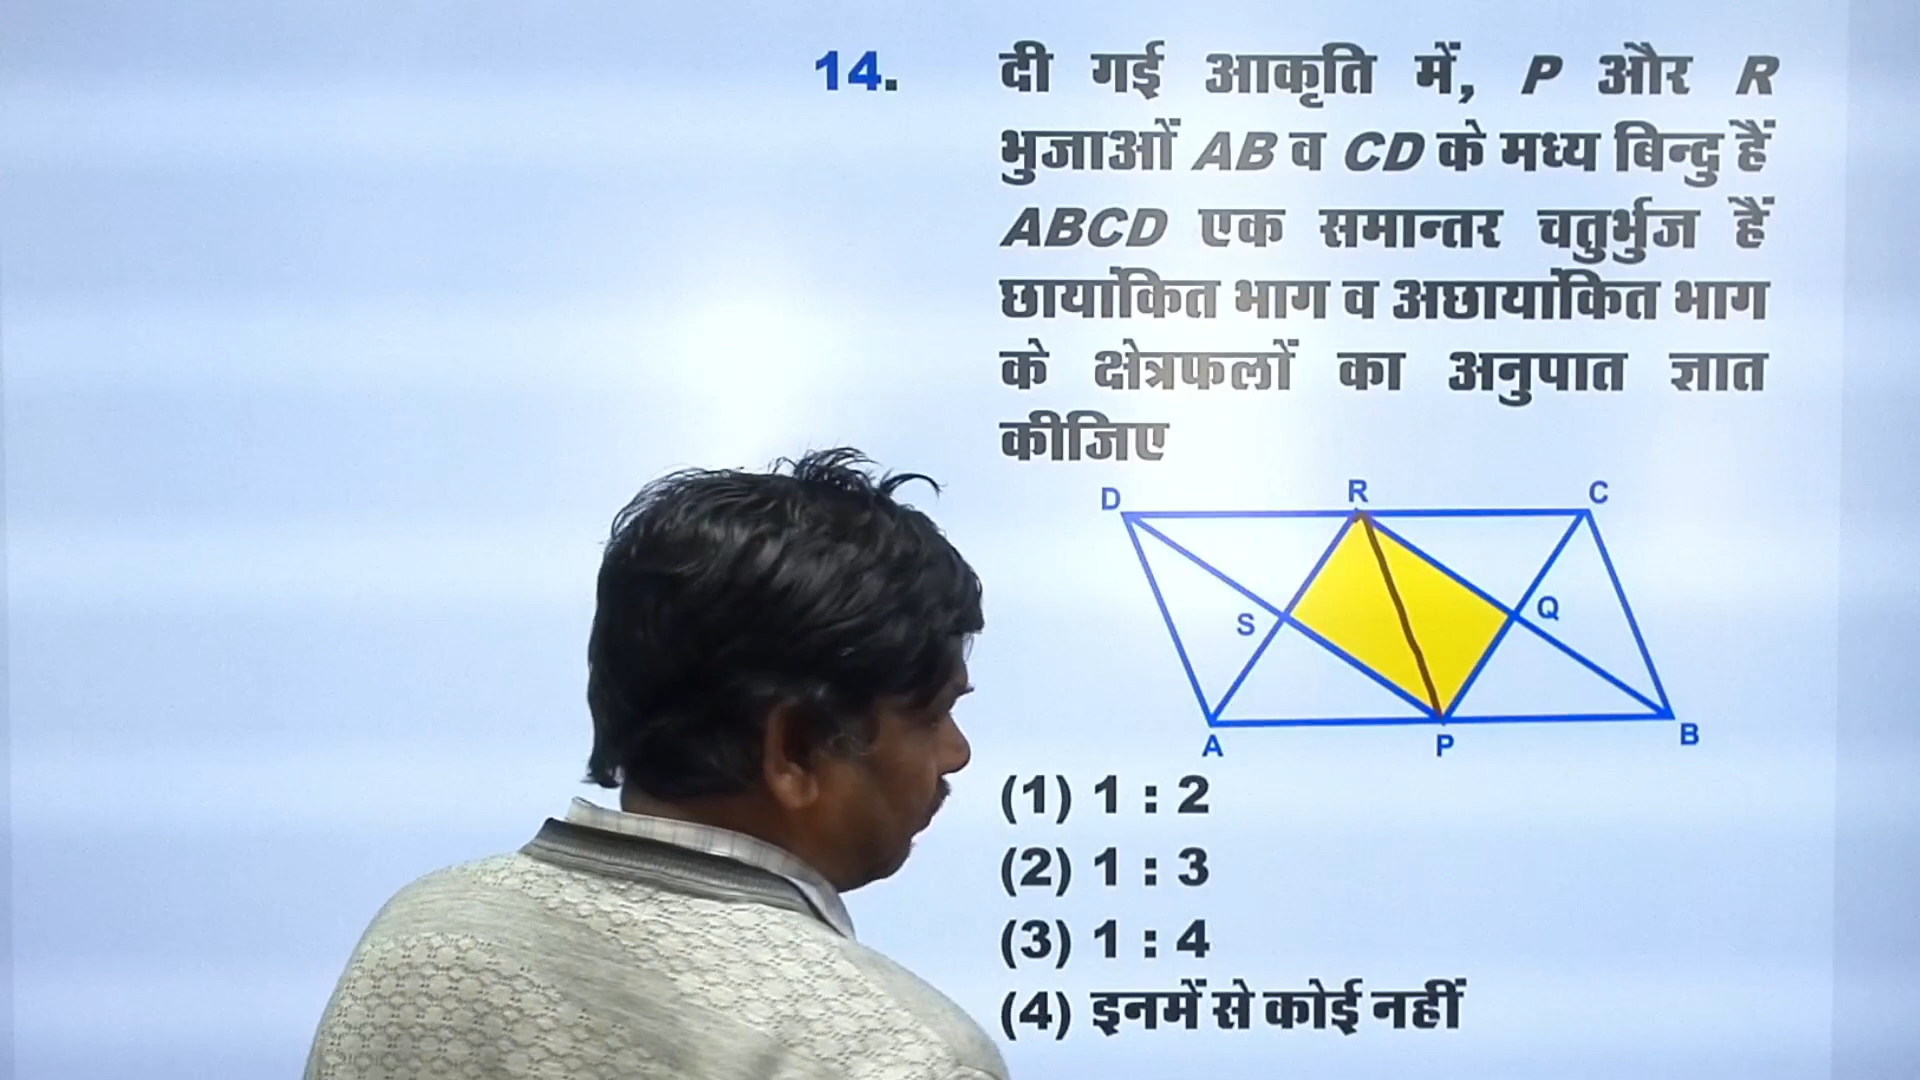 14. दी गई आकृति में, P और R
भुजाओं AB व CD के मध्य बिन्दु हैं
ABCD एक समान्तर चतुर्भुज हैं
छायांकित भाग व अछायांकित भाग
के क्षेत्रफलों का अनुपात ज्ञात
कीजिए
D R C
S Q
A P B
(1) 1 : 2
(2) 1 : 3
(3) 1 : 4
(4) इनमें से कोई नहीं